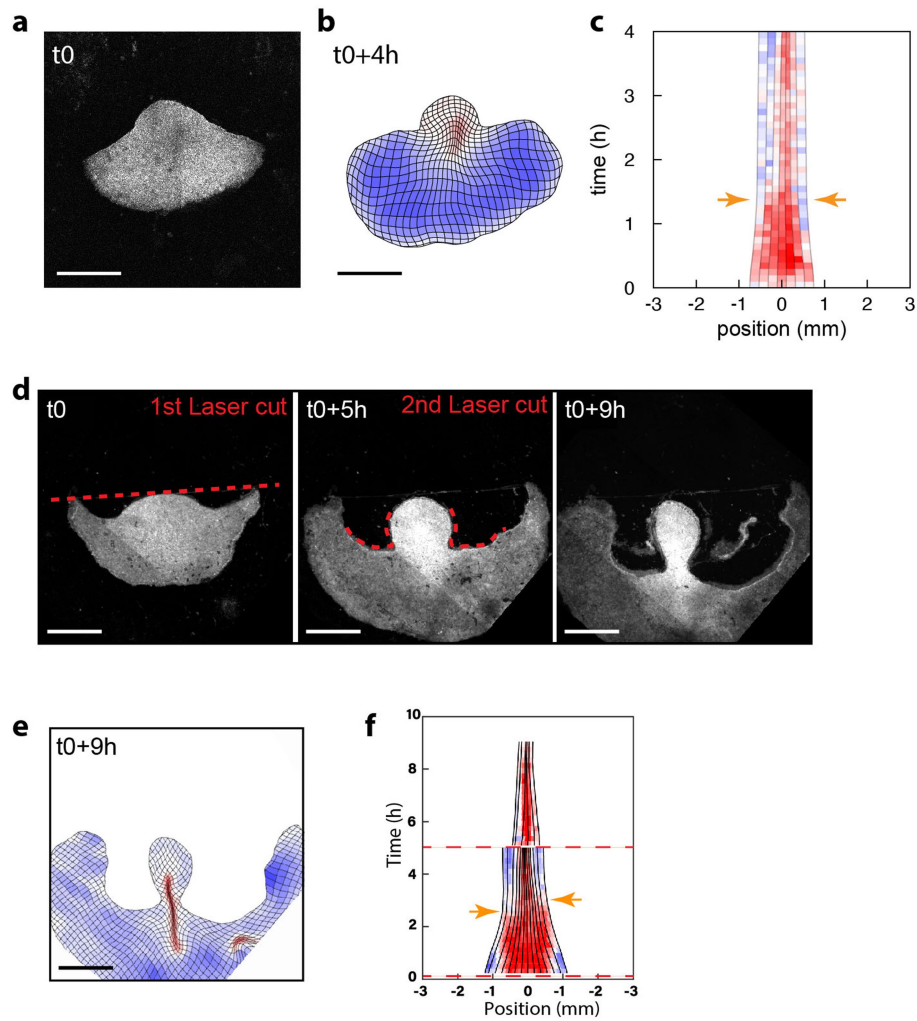 a
t0
b
t0+4h
c
4
3
2
1
0
time (h)
-3 -2 -1 0 1 2 3
position (mm)
d
t0
1st Laser cut
t0+5h
2nd Laser cut
t0+9h
e
t0+9h
f
10
8
6
4
2
0
Time (h)
-3 -2 -1 0 -1 -2 -3
Position (mm)